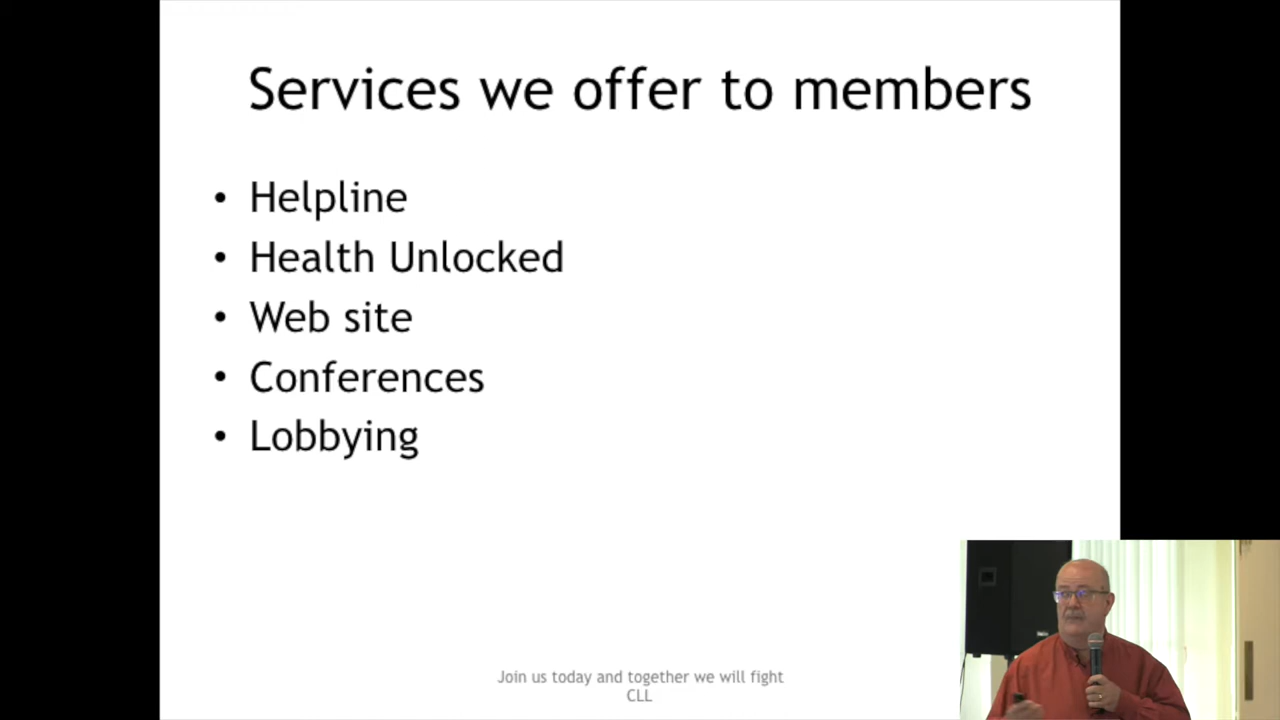 Services we offer to members
• Helpline
• Health Unlocked
• Web site
• Conferences
• Lobbying
Join us today and together we will fight
CLL